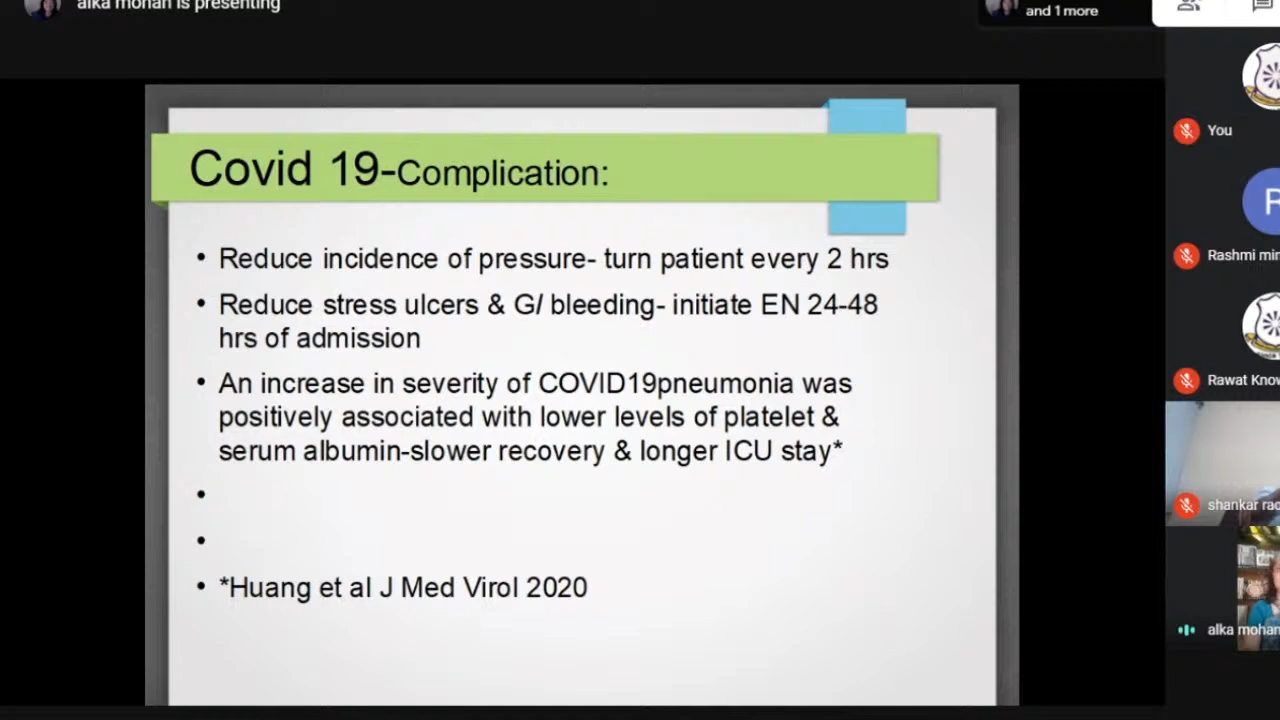 alka mohan is presenting
and 1 more
Covid 19-Complication:
• Reduce incidence of pressure- turn patient every 2 hrs
• Reduce stress ulcers & GI bleeding- initiate EN 24-48
hrs of admission
• An increase in severity of COVID19pneumonia was
positively associated with lower levels of platelet &
serum albumin-slower recovery & longer ICU stay*
•
•
• *Huang et al J Med Virol 2020
You
R
Rashmi
Rawat
shankar
alka mohan